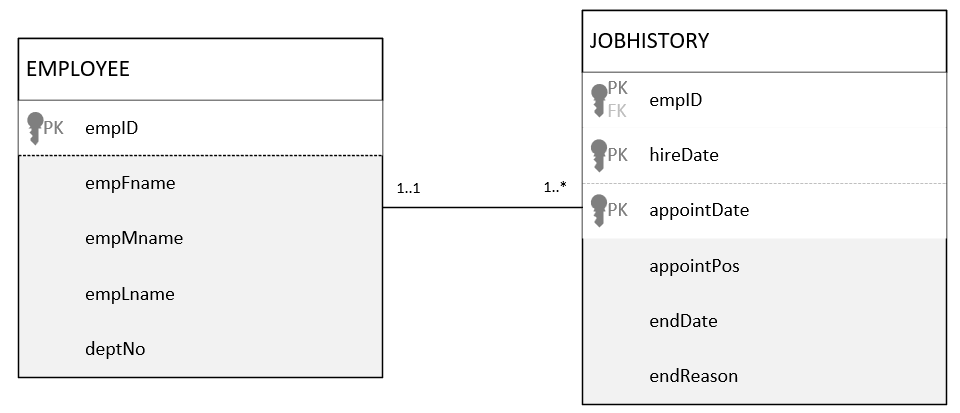 EMPLOYEE
PK empID
empFname
empMname
empLname
deptNo
1..1
1..*
JOBHISTORY
PK
FK
empID
PK hireDate
PK appointDate
appointPos
endDate
endReason